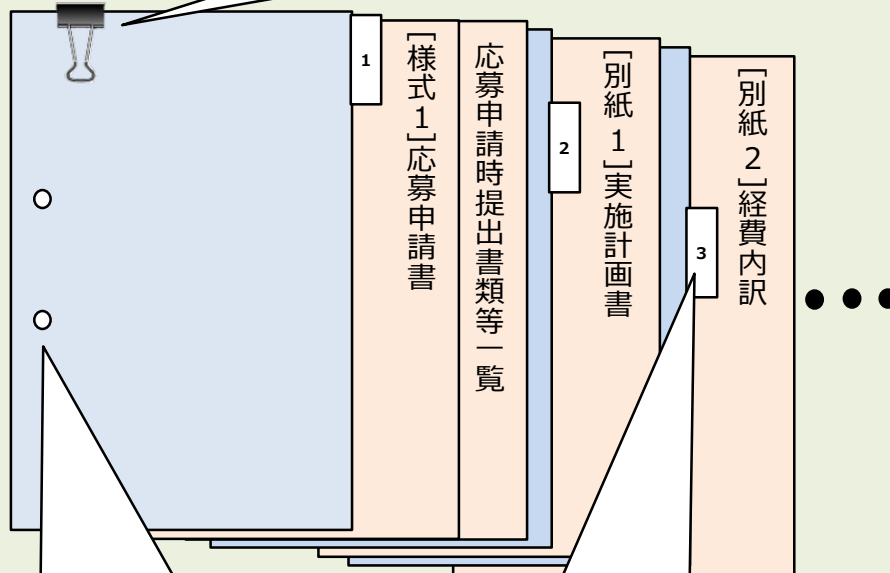 1
[様式1]応募申請書
応募申請時提出書類等一覧
2
[別紙1]実施計画書
3
[別紙2]経費内訳